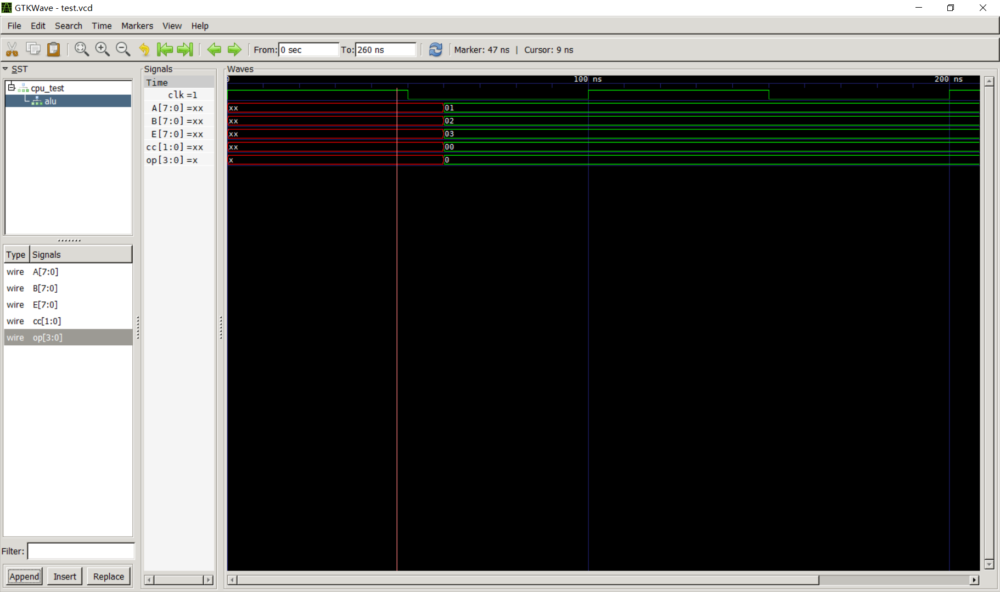 GTKWave - test.vcd
File Edit Search Time Markers View Help
From: 0 sec To: 260 ns Marker: 47 ns | Cursor: 9 ns
SST
cpu_test
alu
Type Signals
wire A[7:0]
wire B[7:0]
wire E[7:0]
wire cc[1:0]
wire op[3:0]
Filter:
Append Insert Replace
Signals
Time
clk =1
A[7:0] =xx
B[7:0] =xx
E[7:0] =xx
cc[1:0] =xx
op[3:0] =x
Waves
0 100 ns 200 ns
xx 01
xx 02
xx 03
xx 00
x 0